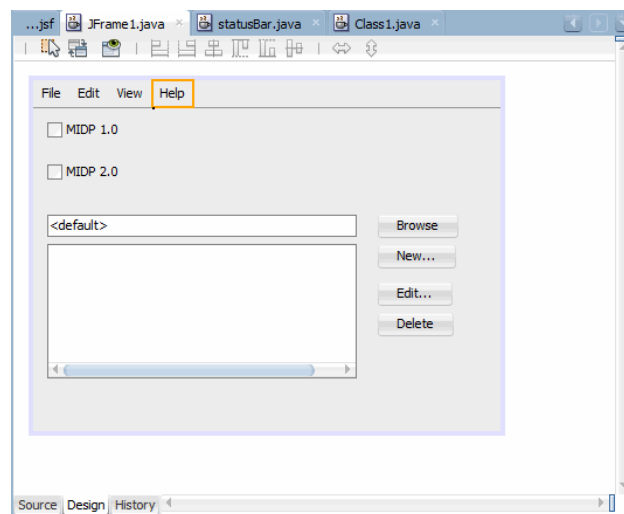 ...jsf JFrame1.java statusBar.java Class1.java
File Edit View Help
MIDP 1.0
MIDP 2.0
<default> Browse
New...
Edit...
Delete
Source Design History